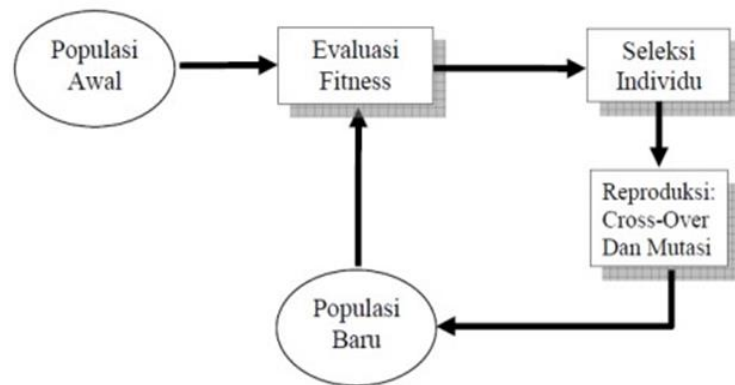 Populasi
Awal
Evaluasi
Fitness
Seleksi
Individu
Reproduksi:
Cross-Over
Dan Mutasi
Populasi
Baru